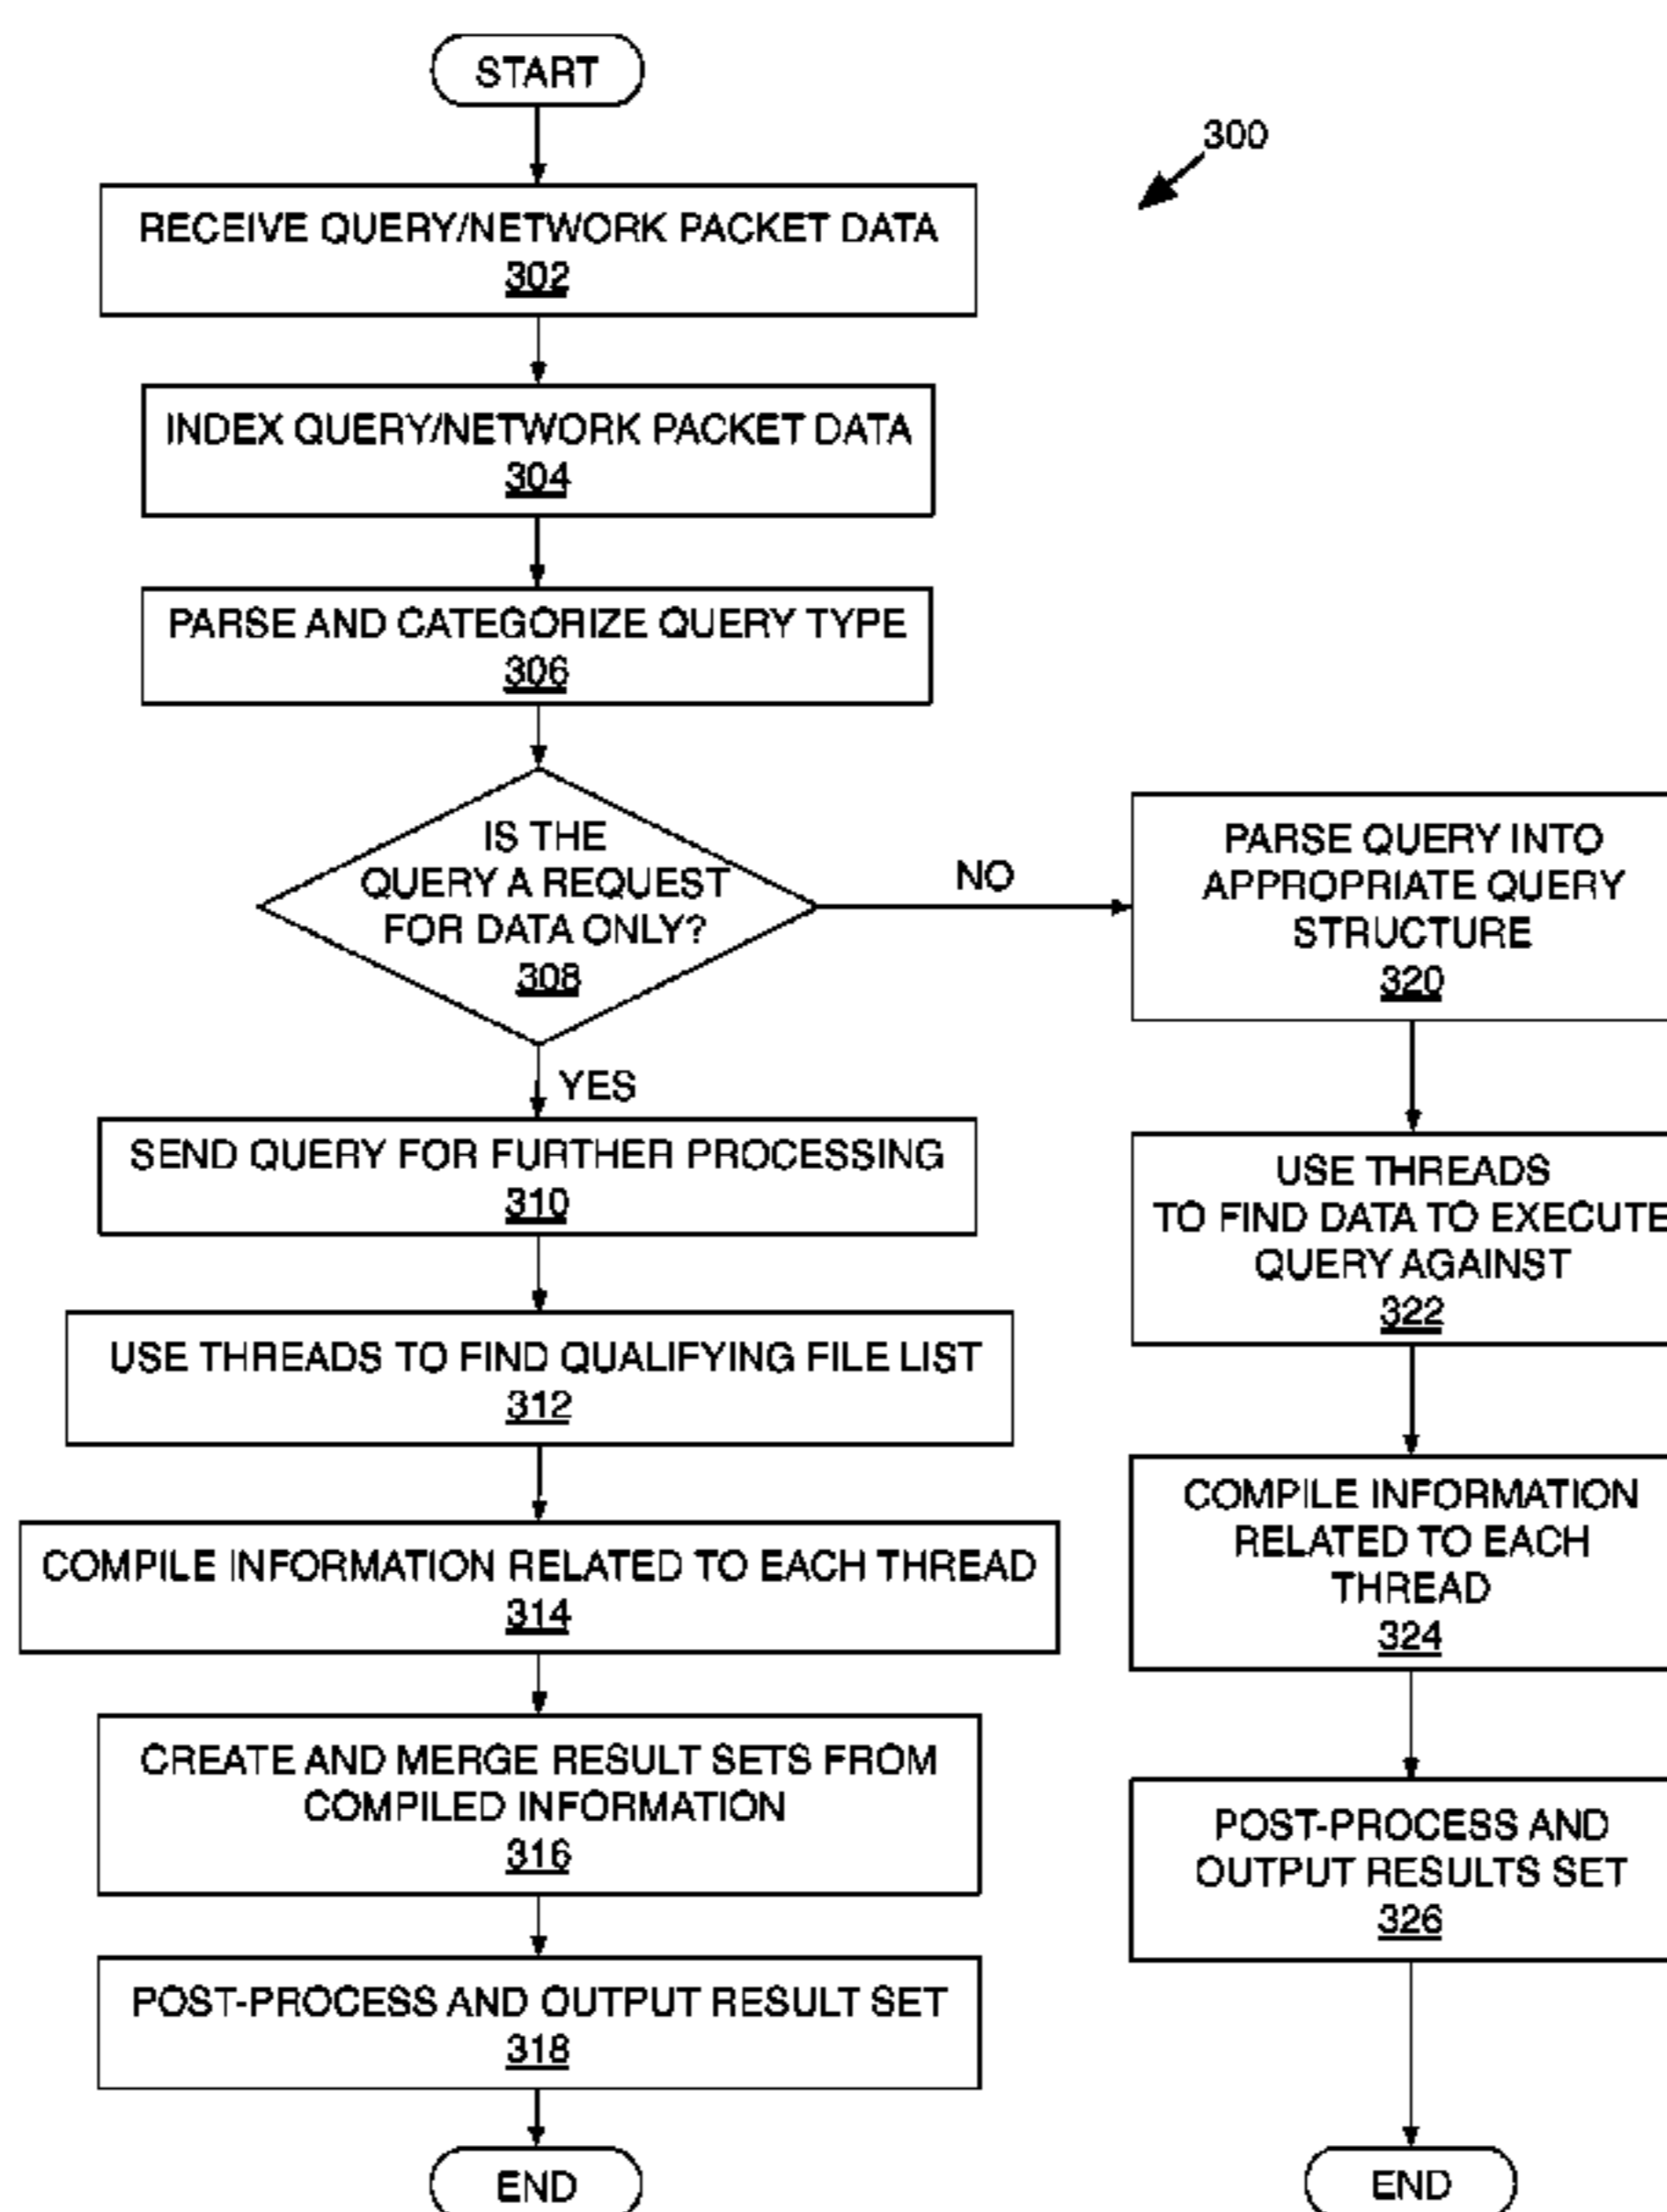 START
300
RECEIVE QUERY/NETWORK PACKET DATA
302
INDEX QUERY/NETWORK PACKET DATA
304
PARSE AND CATEGORIZE QUERY TYPE
306
IS THE
QUERY A REQUEST
FOR DATA ONLY?
308
NO
YES
SEND QUERY FOR FURTHER PROCESSING
310
USE THREADS TO FIND QUALIFYING FILE LIST
312
COMPILE INFORMATION RELATED TO EACH THREAD
314
CREATE AND MERGE RESULT SETS FROM
COMPILED INFORMATION
316
POST-PROCESS AND OUTPUT RESULT SET
318
END
PARSE QUERY INTO
APPROPRIATE QUERY
STRUCTURE
320
USE THREADS
TO FIND DATA TO EXECUTE
QUERY AGAINST
322
COMPILE INFORMATION
RELATED TO EACH
THREAD
324
POST-PROCESS AND
OUTPUT RESULTS SET
326
END